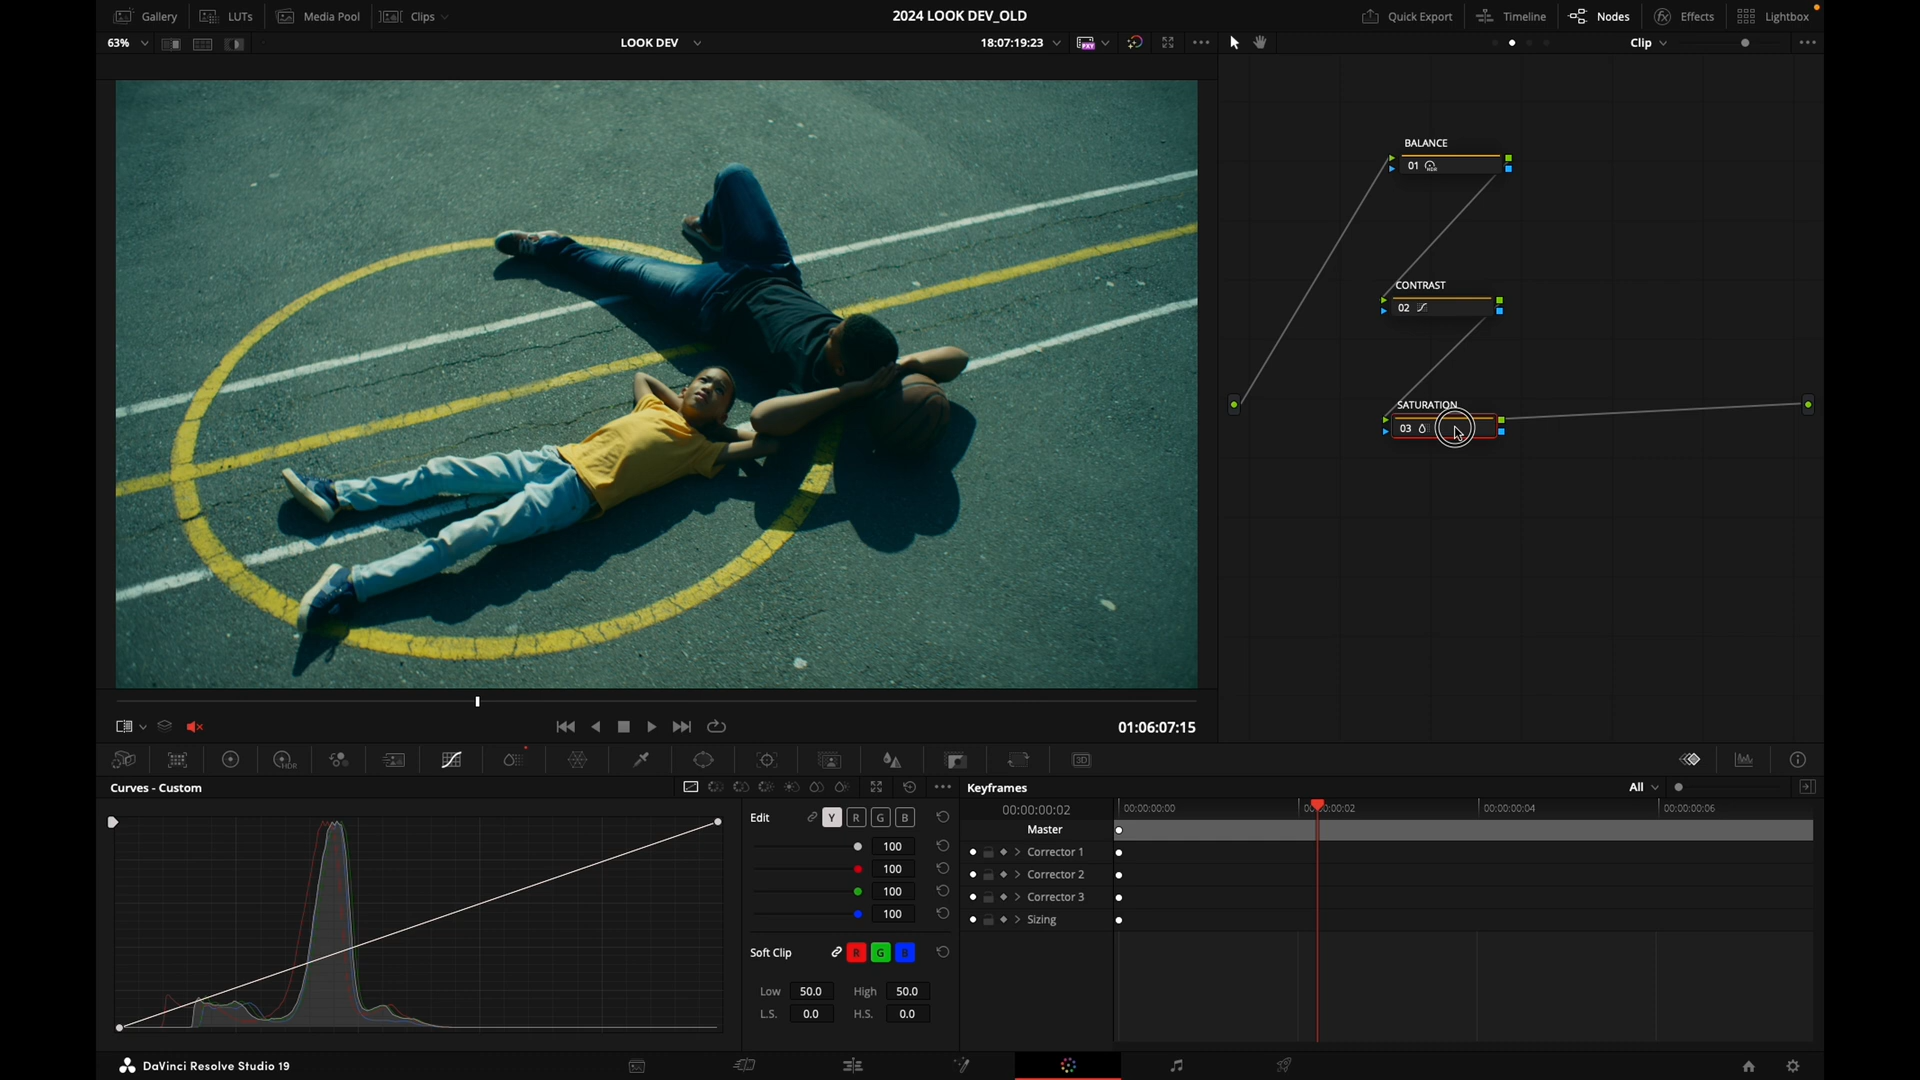 Gallery LUTs Media Pool Clips 2024 LOOK DEV_OLD Quick Export Timeline Nodes Effects Lightbox
63% LOOK DEV 18:07:19:23 PXY Clip
BALANCE
01 HDR
CONTRAST
02
SATURATION
03
01:06:07:15
HDR 3D
Curves - Custom Keyframes All
Edit Y R G B
100
100
100
100
Soft Clip R G B
Low 50.0 High 50.0
L.S. 0.0 H.S. 0.0
00:00:00:02 00:00:00:00 00:00:00:02 00:00:00:04 00:00:00:06
Master
Corrector 1
Corrector 2
Corrector 3
Sizing
DaVinci Resolve Studio 19